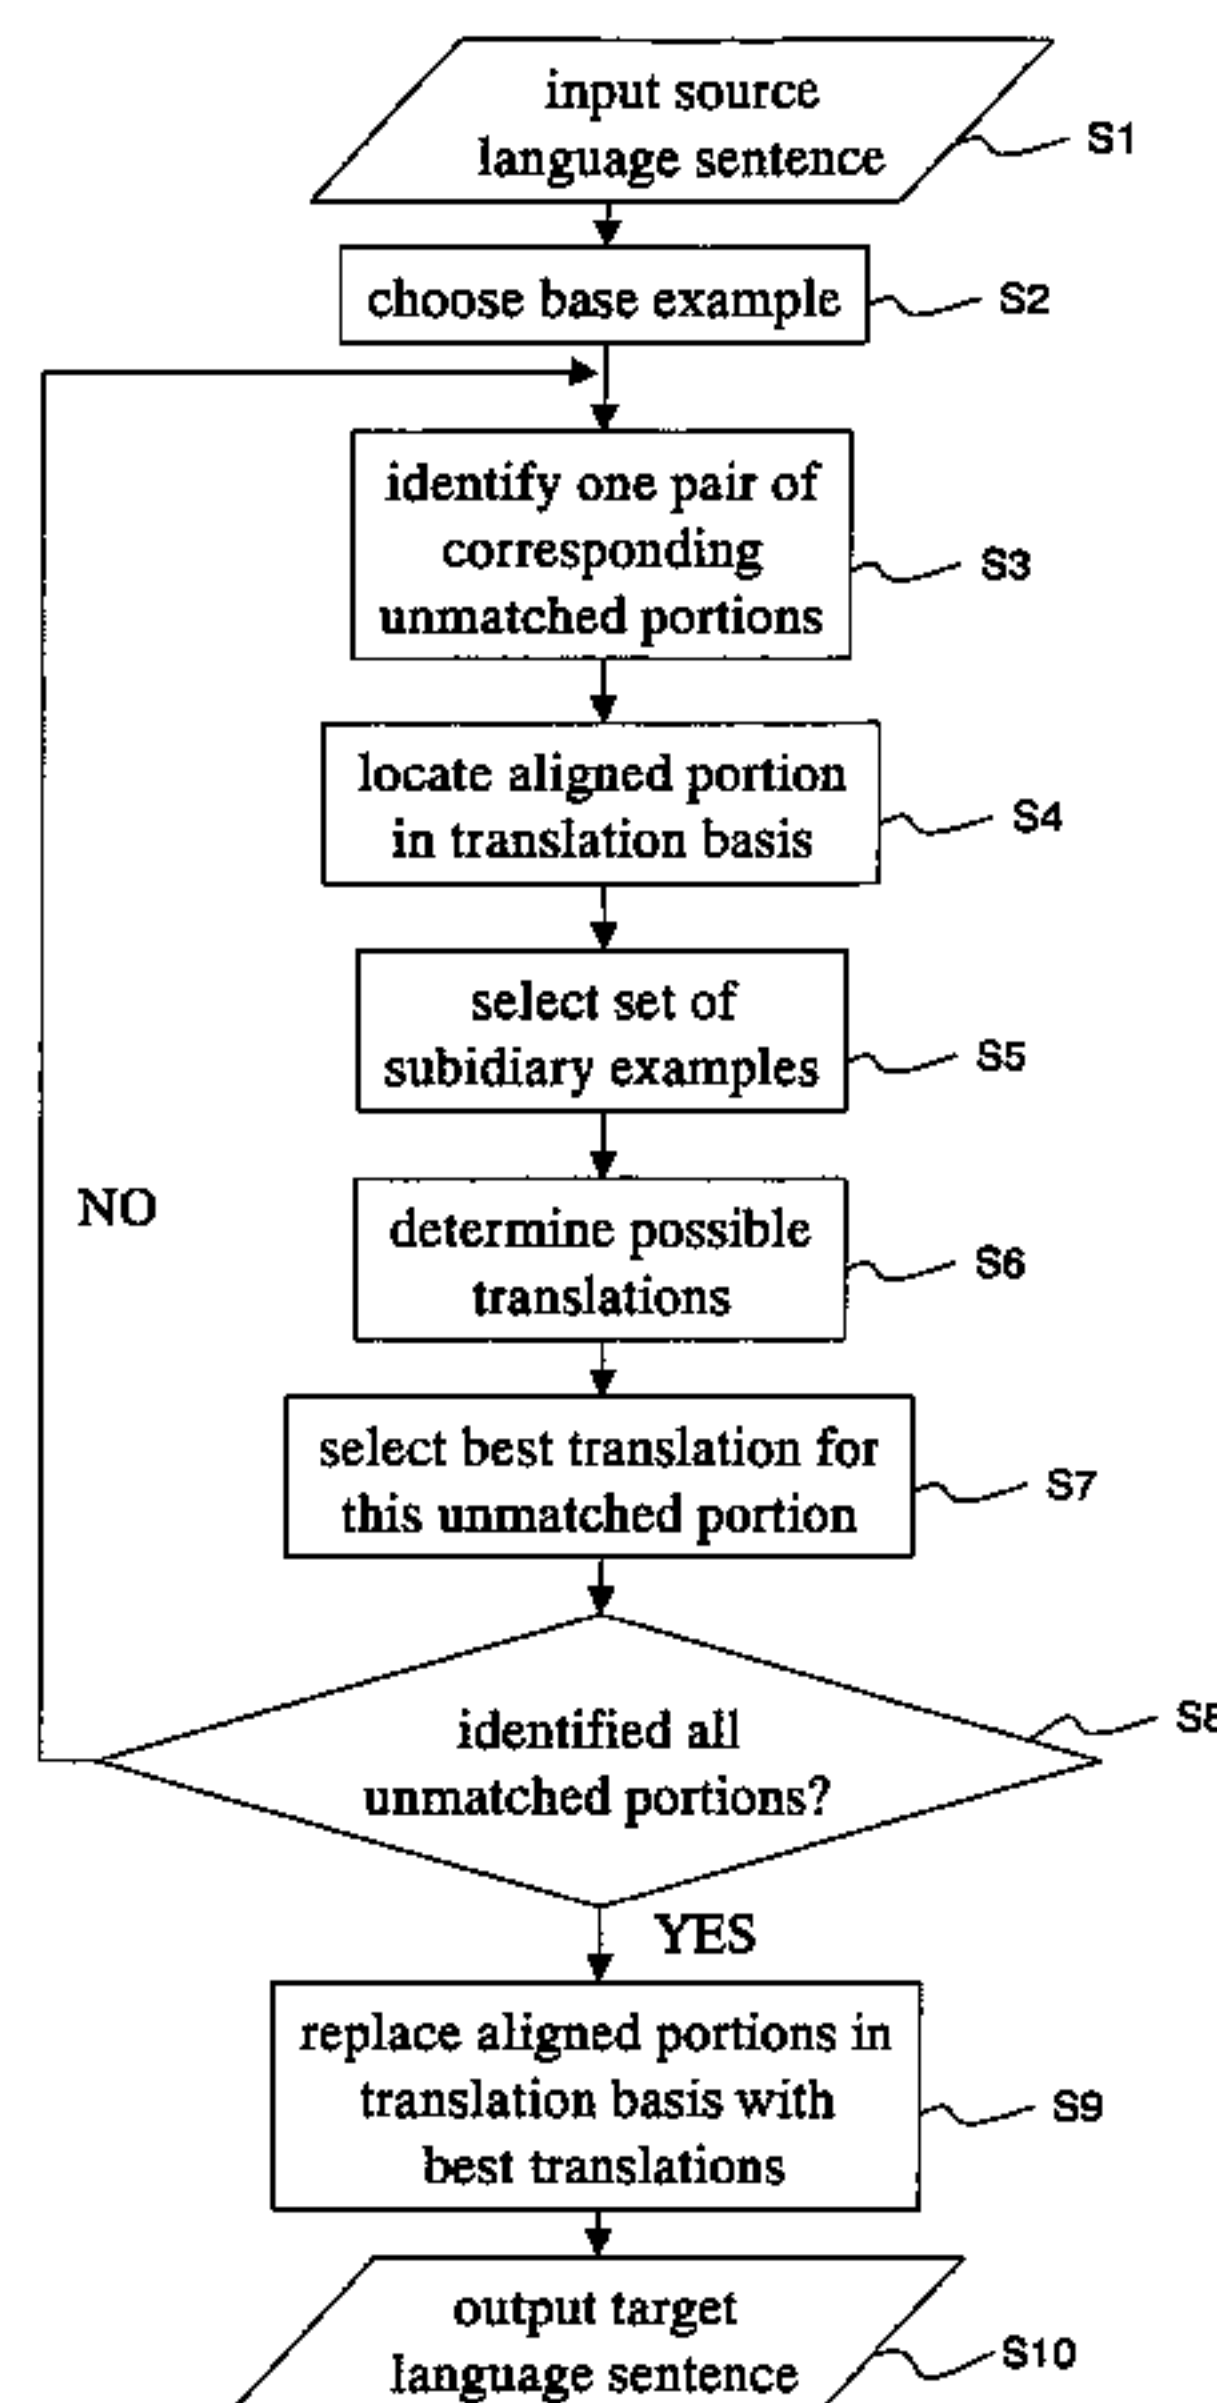 input source
language sentence
S1
choose base example
S2
identify one pair of
corresponding
unmatched portions
S3
locate aligned portion
in translation basis
S4
select set of
subidiary examples
S5
NO
determine possible
translations
S6
select best translation for
this unmatched portion
S7
identified all
unmatched portions?
S8
YES
replace aligned portions in
translation basis with
best translations
S9
output target
language sentence
S10